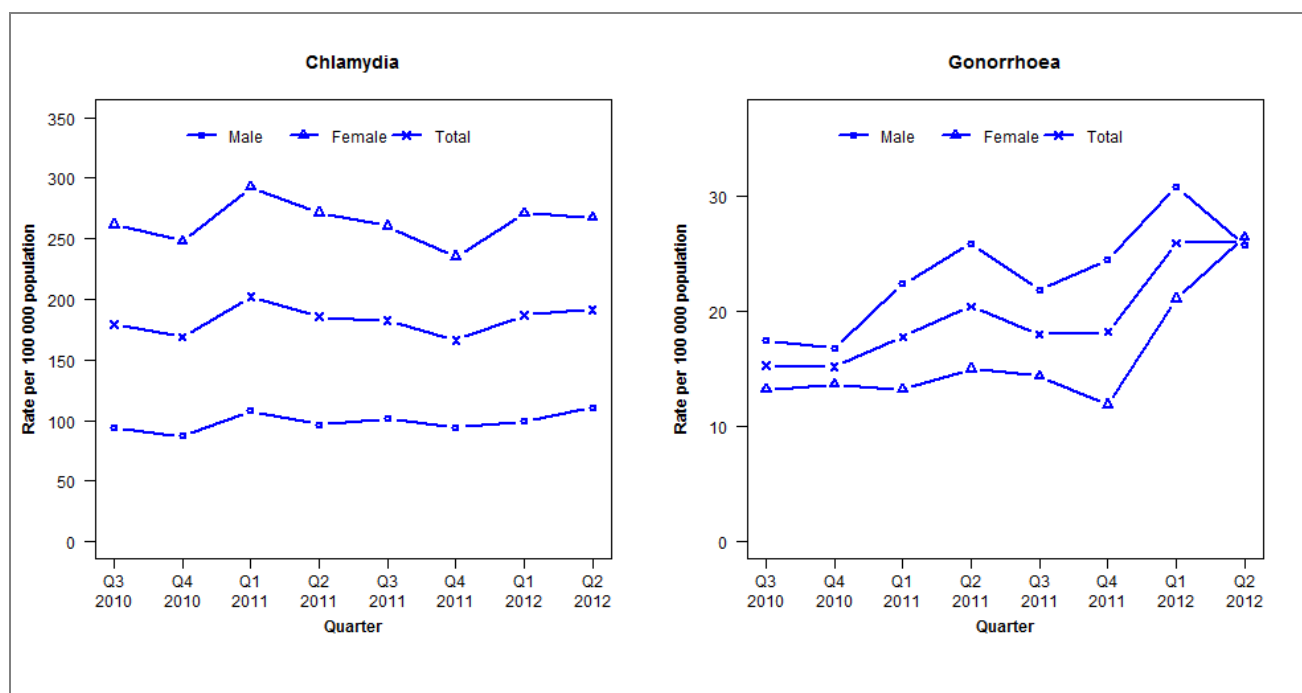 Chlamydia
Rate per 100 000 population
350
300
250
200
150
100
50
0
Male Female Total
Q3 Q4 Q1 Q2 Q3 Q4 Q1 Q2
2010 2010 2011 2011 2011 2011 2012 2012
Quarter
Gonorrhoea
Rate per 100 000 population
30
20
10
0
Male Female Total
Q3 Q4 Q1 Q2 Q3 Q4 Q1 Q2
2010 2010 2011 2011 2011 2011 2012 2012
Quarter